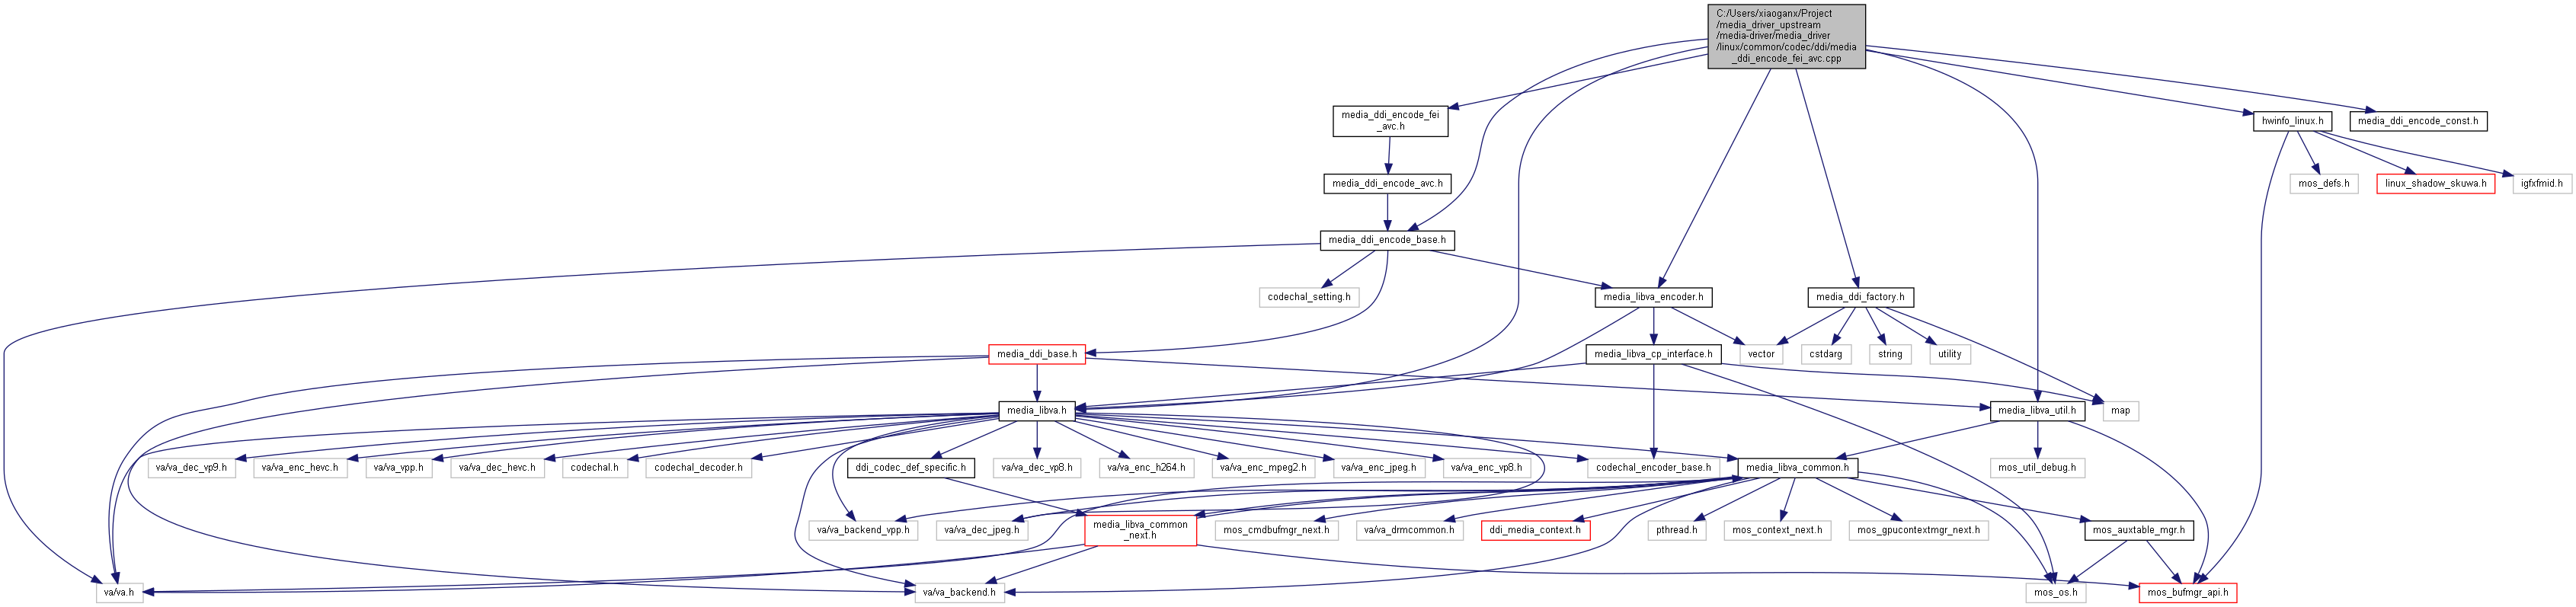 C:/Users/xiaoganx/Project
/media_driver_upstream
/media-driver/media_driver
/linux/common/codec/ddi/media
_ddi_encode_fei_avc.cpp
media_ddi_encode_fei
_avc.h
hwinfo_linux.h
media_ddi_encode_const.h
media_ddi_encode_avc.h
mos_defs.h
linux_shadow_skuwa.h
igfxfmid.h
media_ddi_encode_base.h
codechal_setting.h
media_libva_encoder.h
media_ddi_factory.h
media_ddi_base.h
media_libva_cp_interface.h
vector
cstdarg
string
utility
media_libva.h
media_libva_util.h
map
va/va_dec_vp9.h
va/va_enc_hevc.h
va/va_vpp.h
va/va_dec_hevc.h
codechal.h
codechal_decoder.h
ddi_codec_def_specific.h
va/va_dec_vp8.h
va/va_enc_h264.h
va/va_enc_mpeg2.h
va/va_enc_jpeg.h
va/va_enc_vp8.h
codechal_encoder_base.h
media_libva_common.h
mos_util_debug.h
va/va_backend_vpp.h
va/va_dec_jpeg.h
media_libva_common
_next.h
mos_cmdbufmgr_next.h
va/va_drmcommon.h
ddi_media_context.h
pthread.h
mos_context_next.h
mos_gpucontextmgr_next.h
mos_auxtable_mgr.h
va/va.h
va/va_backend.h
mos_os.h
mos_bufmgr_api.h